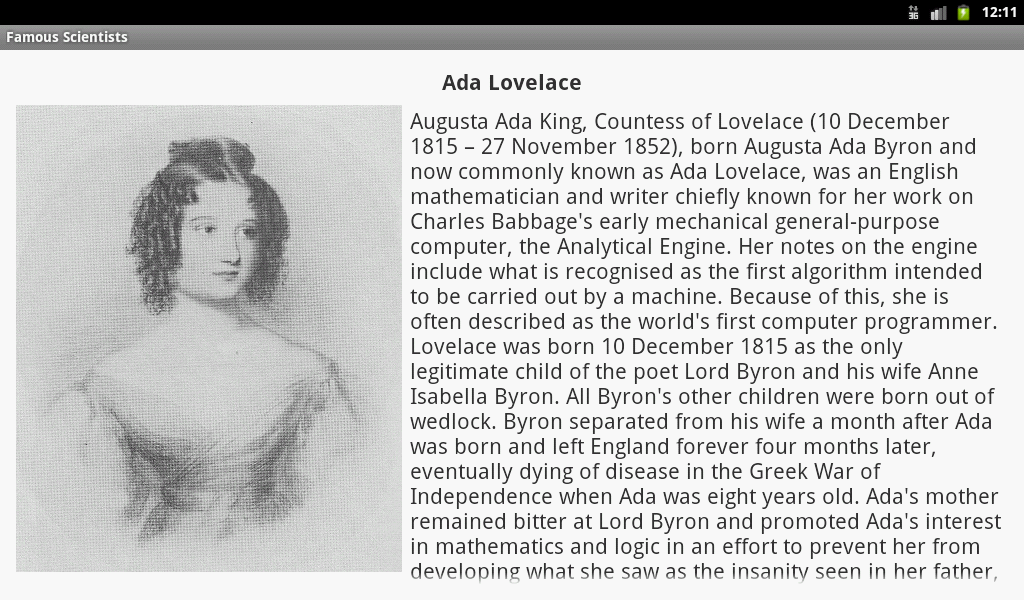 3G 12:11
Famous Scientists
Ada Lovelace
Augusta Ada King, Countess of Lovelace (10 December
1815 – 27 November 1852), born Augusta Ada Byron and
now commonly known as Ada Lovelace, was an English
mathematician and writer chiefly known for her work on
Charles Babbage's early mechanical general-purpose
computer, the Analytical Engine. Her notes on the engine
include what is recognised as the first algorithm intended
to be carried out by a machine. Because of this, she is
often described as the world's first computer programmer.
Lovelace was born 10 December 1815 as the only
legitimate child of the poet Lord Byron and his wife Anne
Isabella Byron. All Byron's other children were born out of
wedlock. Byron separated from his wife a month after Ada
was born and left England forever four months later,
eventually dying of disease in the Greek War of
Independence when Ada was eight years old. Ada's mother
remained bitter at Lord Byron and promoted Ada's interest
in mathematics and logic in an effort to prevent her from
developing what she saw as the insanity seen in her father,